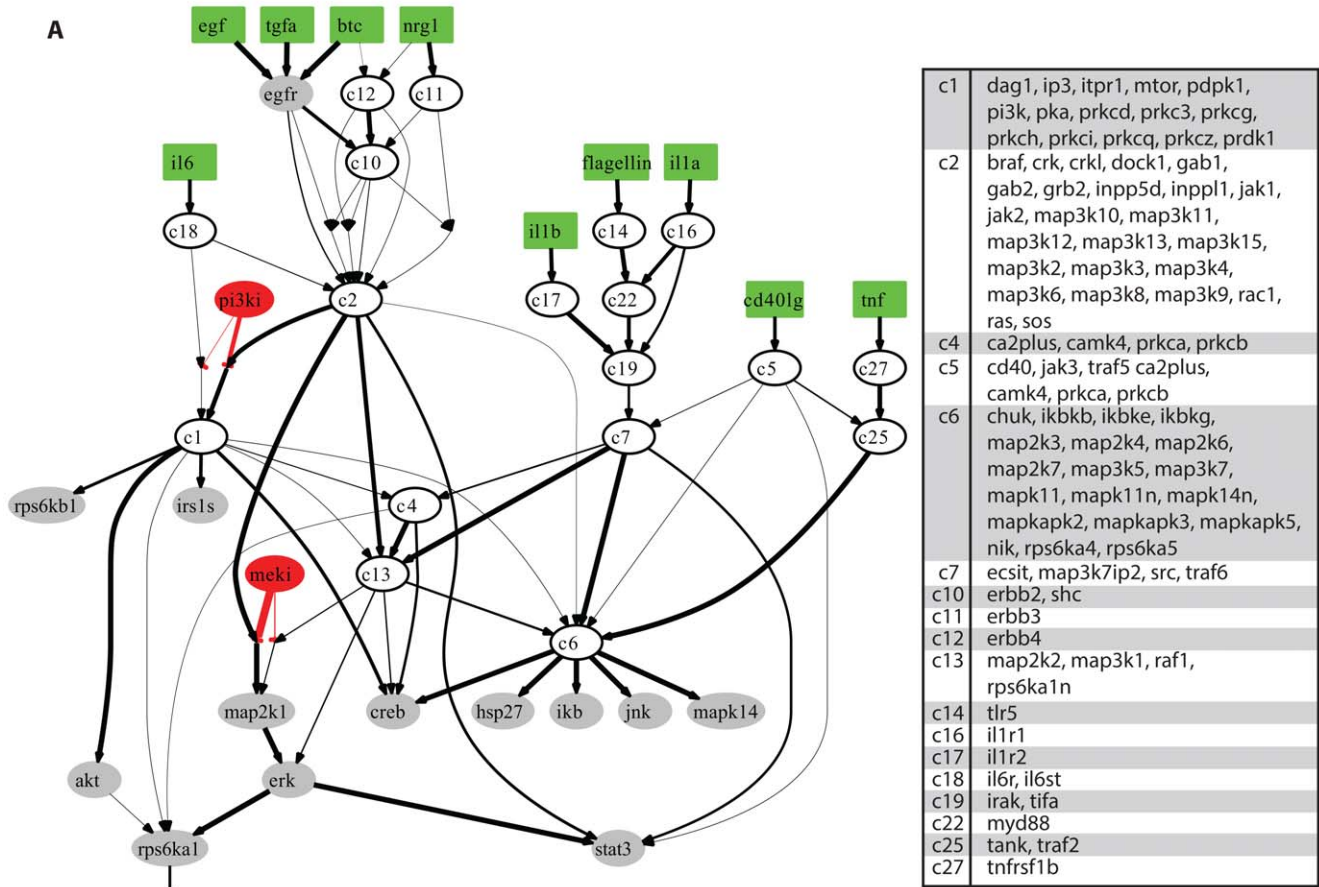 A
egf tgfa btc nrg1
egfr c12 c11
c10
il6 flagellin il1a
c18 il1b c14 c16
pi3ki c2 c17 c22 cd40lg tnf
c19 c5 c27
c1 c7 c25
rps6kb1 irs1s c4
meki c13
c6
map2k1 creb hsp27 ikb jnk mapk14
akt erk
rps6ka1 stat3
c1 dag1, ip3, itpr1, mtor, pdpk1,
pi3k, pka, prkcd, prkc3, prkcg,
prkch, prkci, prkcq, prkcz, prdk1
c2 braf, crk, crkl, dock1, gab1,
gab2, grb2, inpp5d, inppl1, jak1,
jak2, map3k10, map3k11,
map3k12, map3k13, map3k15,
map3k2, map3k3, map3k4,
map3k6, map3k8, map3k9, rac1,
ras, sos
c4 ca2plus, camk4, prkca, prkcb
c5 cd40, jak3, traf5 ca2plus,
camk4, prkca, prkcb
c6 chuk, ikbkb, ikbke, ikbkg,
map2k3, map2k4, map2k6,
map2k7, map3k5, map3k7,
mapk11, mapk11n, mapk14n,
mapkapk2, mapkapk3, mapkapk5,
nik, rps6ka4, rps6ka5
c7 ecsit, map3k7ip2, src, traf6
c10 erbb2, shc
c11 erbb3
c12 erbb4
c13 map2k2, map3k1, raf1,
rps6ka1n
c14 tlr5
c16 il1r1
c17 il1r2
c18 il6r, il6st
c19 irak, tifa
c22 myd88
c25 tank, traf2
c27 tnfrsf1b